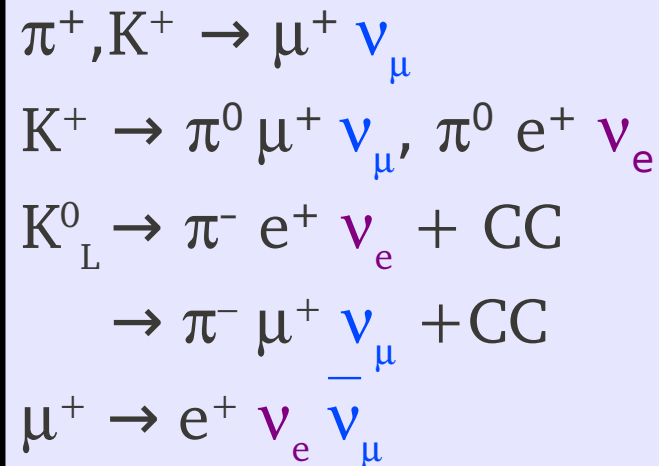 π⁺,K⁺ → μ⁺ ν_μ
K⁺ → π⁰ μ⁺ ν_μ, π⁰ e⁺ ν_e
K⁰_L → π⁻ e⁺ ν_e + CC
→ π⁻ μ⁺ ν_μ +CC
μ⁺ → e⁺ ν_e ν̅_μ